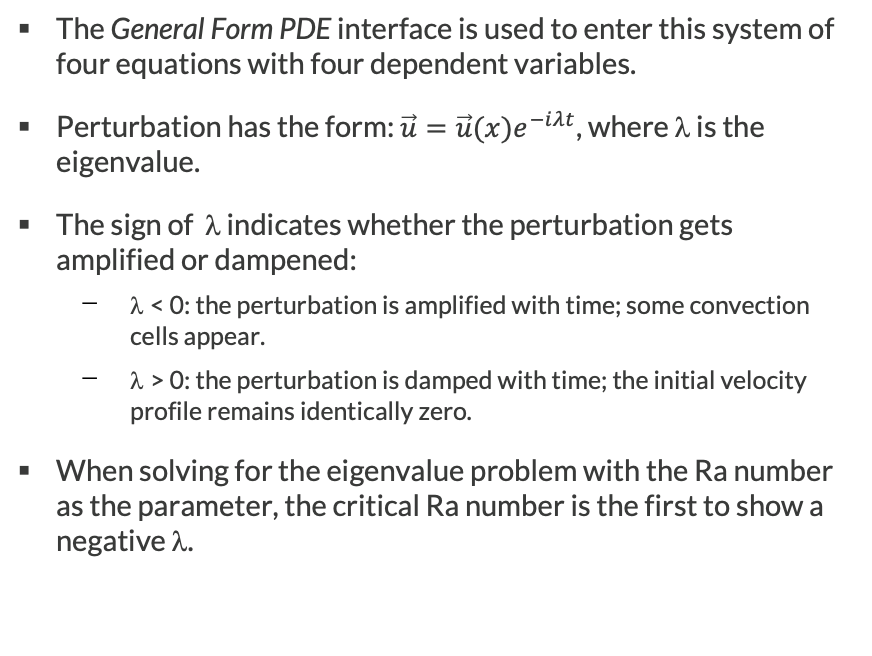 ▪ The General Form PDE interface is used to enter this system of
four equations with four dependent variables.
▪ Perturbation has the form: u⃗ = u⃗(x)e^{−iλt}, where λ is the
eigenvalue.
▪ The sign of λ indicates whether the perturbation gets
amplified or dampened:
– λ < 0: the perturbation is amplified with time; some convection
cells appear.
– λ > 0: the perturbation is damped with time; the initial velocity
profile remains identically zero.
▪ When solving for the eigenvalue problem with the Ra number
as the parameter, the critical Ra number is the first to show a
negative λ.